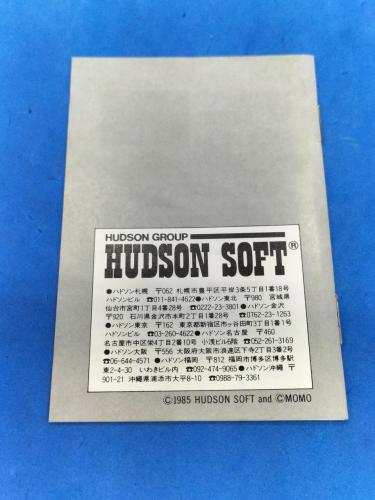 HUDSON GROUP
HUDSON SOFT®
●ハドソン札幌 〒062 札幌市豊平区平岸3条5丁目1番18号
ハドソンビル ☎011-841-4622●ハドソン東北 〒980 宮城県
仙台市宮町1丁目4番28号 ☎0222-23-3801●ハドソン金沢
〒920 石川県金沢市本町2丁目2番1号 ☎0762-23-1263
●ハドソン東京 〒162 東京都新宿区市ヶ谷田町3丁目1番1号
ハドソンビル ☎03-260-4622●ハドソン名古屋 〒460
名古屋市中区栄4丁目2番10号 小浅ビル6階 ☎052-261-3169
●ハドソン大阪 〒556 大阪府大阪市浪速区下寺2丁目3番2号
☎06-644-4571 ●ハドソン福岡 〒812 福岡市博多区博多駅
東2-4-30 いわきビル内 ☎092-474-9065●ハドソン沖縄 〒
901-21 沖縄県浦添市大平8-10 ☎0988-79-3361
©1985 HUDSON SOFT and ©MOMO